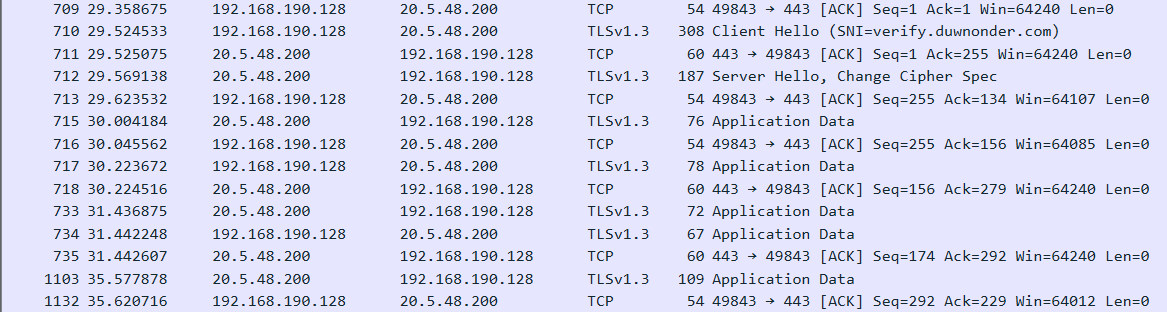 709 29.358675 192.168.190.128 20.5.48.200 TCP 54 49843 → 443 [ACK] Seq=1 Ack=1 Win=64240 Len=0
710 29.524533 192.168.190.128 20.5.48.200 TLSv1.3 308 Client Hello (SNI=verify.duwnonder.com)
711 29.525075 20.5.48.200 192.168.190.128 TCP 60 443 → 49843 [ACK] Seq=1 Ack=255 Win=64240 Len=0
712 29.569138 20.5.48.200 192.168.190.128 TLSv1.3 187 Server Hello, Change Cipher Spec
713 29.623532 192.168.190.128 20.5.48.200 TCP 54 49843 → 443 [ACK] Seq=255 Ack=134 Win=64107 Len=0
715 30.004184 20.5.48.200 192.168.190.128 TLSv1.3 76 Application Data
716 30.045562 192.168.190.128 20.5.48.200 TCP 54 49843 → 443 [ACK] Seq=255 Ack=156 Win=64085 Len=0
717 30.223672 192.168.190.128 20.5.48.200 TLSv1.3 78 Application Data
718 30.224516 20.5.48.200 192.168.190.128 TCP 60 443 → 49843 [ACK] Seq=156 Ack=279 Win=64240 Len=0
733 31.436875 20.5.48.200 192.168.190.128 TLSv1.3 72 Application Data
734 31.442248 192.168.190.128 20.5.48.200 TLSv1.3 67 Application Data
735 31.442607 20.5.48.200 192.168.190.128 TCP 60 443 → 49843 [ACK] Seq=174 Ack=292 Win=64240 Len=0
1103 35.577878 20.5.48.200 192.168.190.128 TLSv1.3 109 Application Data
1132 35.620716 192.168.190.128 20.5.48.200 TCP 54 49843 → 443 [ACK] Seq=292 Ack=229 Win=64012 Len=0